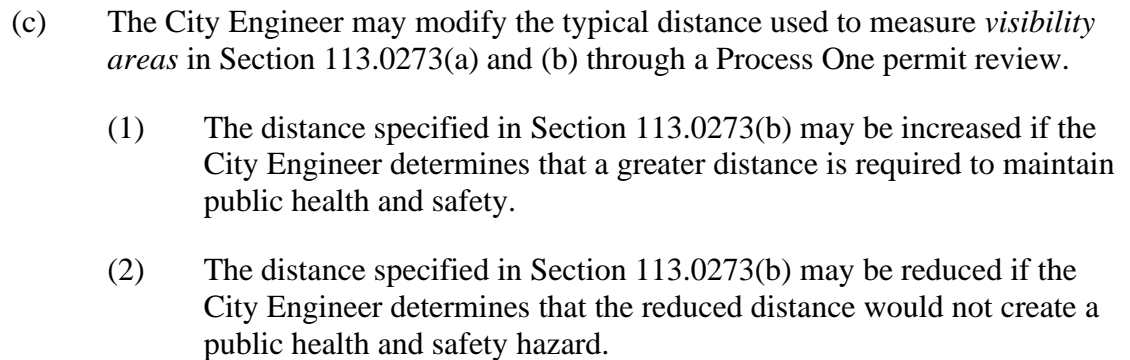 (c) The City Engineer may modify the typical distance used to measure visibility
areas in Section 113.0273(a) and (b) through a Process One permit review.
(1) The distance specified in Section 113.0273(b) may be increased if the
City Engineer determines that a greater distance is required to maintain
public health and safety.
(2) The distance specified in Section 113.0273(b) may be reduced if the
City Engineer determines that the reduced distance would not create a
public health and safety hazard.